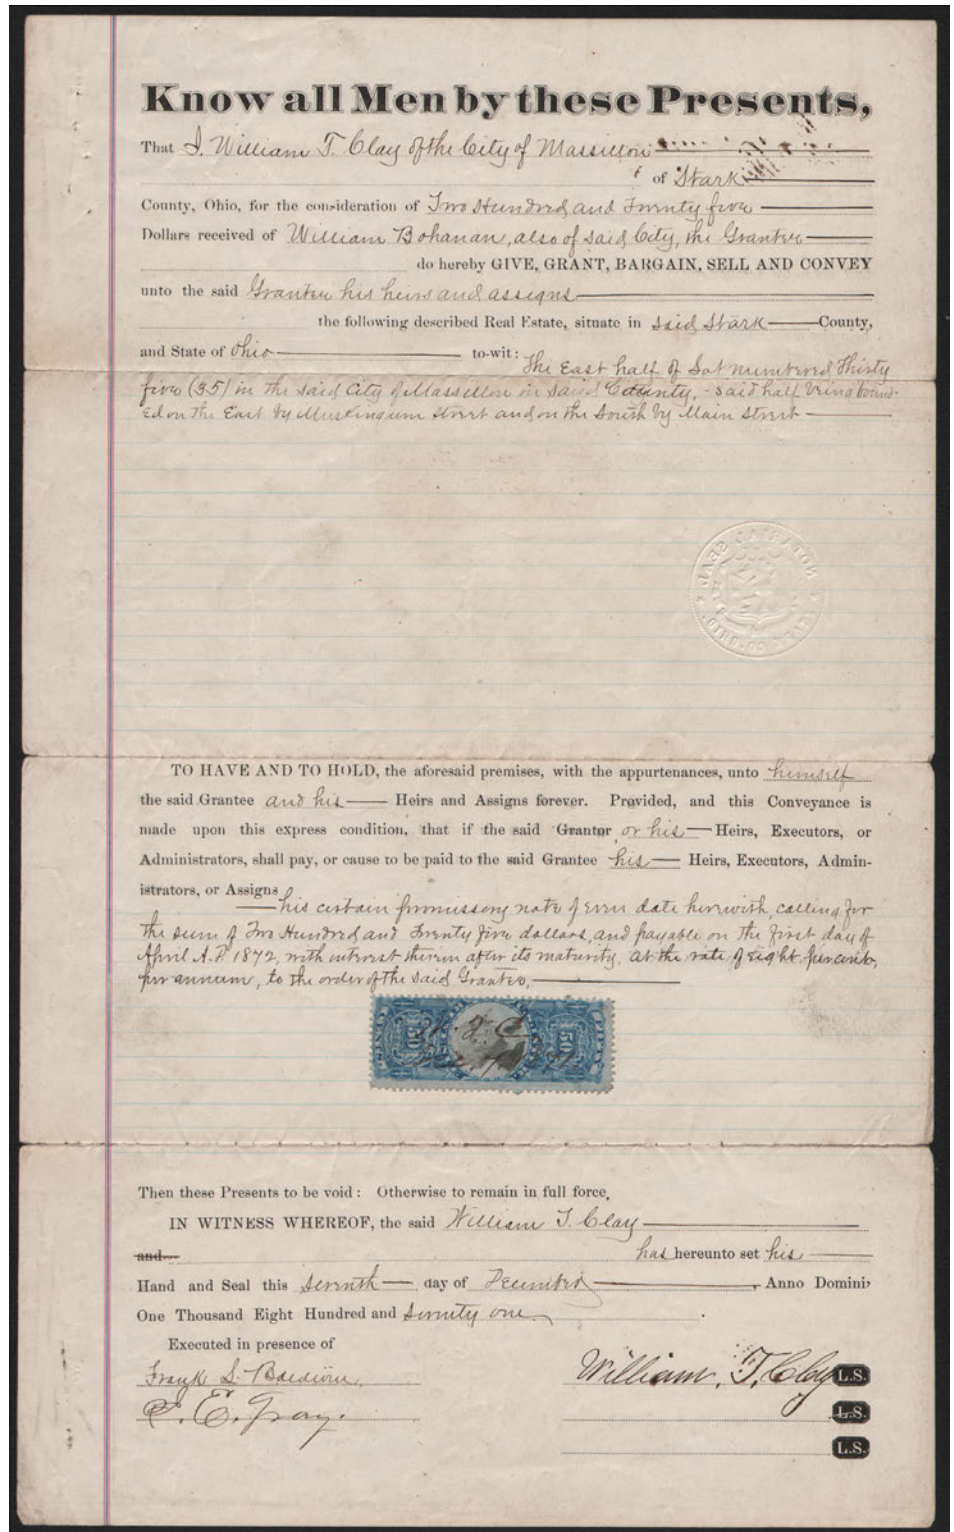 Know all Men by these Presents,
That I, William T. Clay of the City of Massillon
of Stark
County, Ohio, for the consideration of Two Hundred and Twenty five
Dollars received of William Bohanan, also of said City, the Grantee
do hereby GIVE, GRANT, BARGAIN, SELL AND CONVEY
unto the said Grantee his heirs and assigns
the following described Real Estate, situate in said Stark County,
and State of Ohio to-wit: The East half of Lot numbered Thirty
five (35) in the said City of Massillon in said County, - said half being bound-
ed on the East by Muskingum Street and on the South by Main Street
NOTARIAL SEAL
STARK CO. OHIO
TO HAVE AND TO HOLD, the aforesaid premises, with the appurtenances, unto himself
the said Grantee and his Heirs and Assigns forever. Provided, and this Conveyance is
made upon this express condition, that if the said Grantor or his Heirs, Executors, or
Administrators, shall pay, or cause to be paid to the said Grantee his Heirs, Executors, Admin-
istrators, or Assigns
his certain promissory note of even date herewith, calling for
the sum of Two Hundred and Twenty five dollars, and payable on the first day of
April A.D. 1872, with interest therein after its maturity, at the rate of eight per cent,
per annum, to the order of the said Grantee,
50 CENTS FIFTY 50
W. T. C.
Dec. 7
Then these Presents to be void: Otherwise to remain in full force.
IN WITNESS WHEREOF, the said William T. Clay
and has hereunto set his
Hand and Seal this seventh day of December, Anno Domini,
One Thousand Eight Hundred and seventy one
Executed in presence of
Frank L. Baldwin William. T. Clay L.S.
E. Gray. L.S.
L.S.